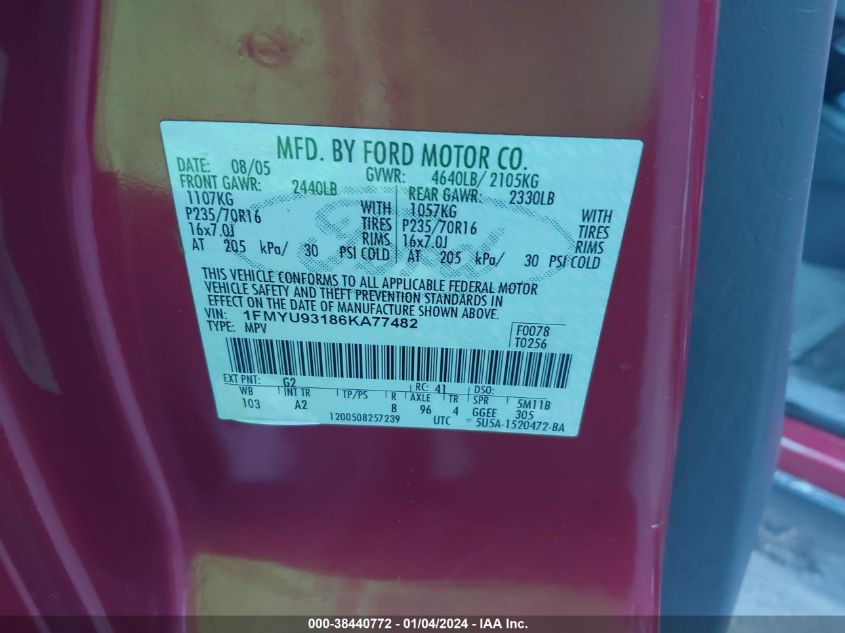 MFD. BY FORD MOTOR CO.
DATE: 08/05 GVWR: 4640LB/ 2105KG
FRONT GAWR: 2440LB REAR GAWR: 2330LB
1107KG WITH 1057KG WITH
P235/70R16 TIRES P235/70R16 TIRES
16x7.0J RIMS 16x7.0J RIMS
AT 205 kPa/ 30 PSI COLD AT 205 kPa/ 30 PSI COLD
THIS VEHICLE CONFORMS TO ALL APPLICABLE FEDERAL MOTOR
VEHICLE SAFETY AND THEFT PREVENTION STANDARDS IN
EFFECT ON THE DATE OF MANUFACTURE SHOWN ABOVE.
VIN: 1FMYU93186KA77482 F0078
TYPE: MPV T0256
EXT PNT: G2 RC: 41 DSO:
WB INT TR TP/PS R AXLE TR SPR 5M11B
103 A2 8 96 4 GGEE 305
1200508257239 UTC 5U5A-1520472-BA
000-38440772 - 01/04/2024 - IAA Inc.